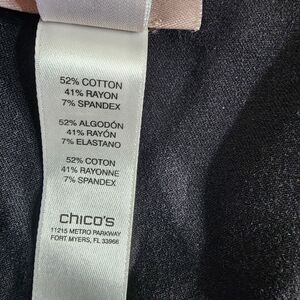 52% COTTON
41% RAYON
7% SPANDEX
52% ALGODÓN
41% RAYÓN
7% ELASTANO
52% COTON
41% RAYONNE
7% SPANDEX
chico's
11215 METRO PARKWAY
FORT MYERS, FL 33966